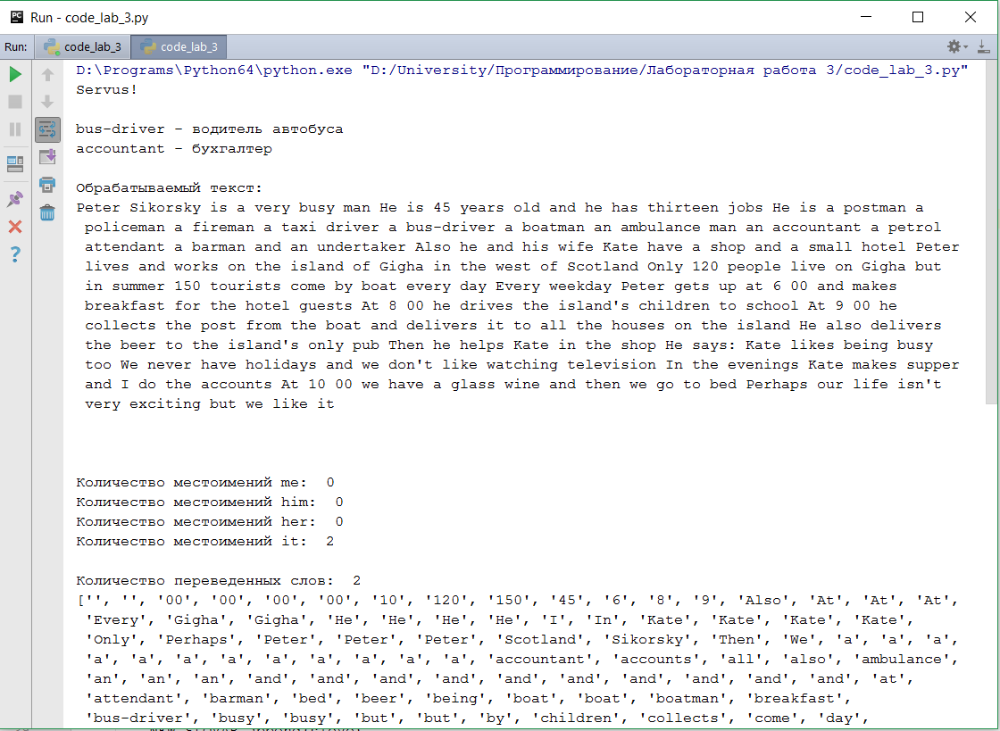 PC Run - code_lab_3.py
Run: code_lab_3 code_lab_3
D:\Programs\Python64\python.exe "D:/University/Программирование/Лабораторная работа 3/code_lab_3.py"
Servus!
bus-driver - водитель автобуса
accountant - бухгалтер
Обрабатываемый текст:
Peter Sikorsky is a very busy man He is 45 years old and he has thirteen jobs He is a postman a
policeman a fireman a taxi driver a bus-driver a boatman an ambulance man an accountant a petrol
attendant a barman and an undertaker Also he and his wife Kate have a shop and a small hotel Peter
lives and works on the island of Gigha in the west of Scotland Only 120 people live on Gigha but
in summer 150 tourists come by boat every day Every weekday Peter gets up at 6 00 and makes
breakfast for the hotel guests At 8 00 he drives the island's children to school At 9 00 he
collects the post from the boat and delivers it to all the houses on the island He also delivers
the beer to the island's only pub Then he helps Kate in the shop He says: Kate likes being busy
too We never have holidays and we don't like watching television In the evenings Kate makes supper
and I do the accounts At 10 00 we have a glass wine and then we go to bed Perhaps our life isn't
very exciting but we like it
Количество местоимений me:  0
Количество местоимений him:  0
Количество местоимений her:  0
Количество местоимений it:  2
Количество переведенных слов:  2
['', '', '00', '00', '00', '00', '10', '120', '150', '45', '6', '8', '9', 'Also', 'At', 'At', 'At',
'Every', 'Gigha', 'Gigha', 'He', 'He', 'He', 'He', 'I', 'In', 'Kate', 'Kate', 'Kate', 'Kate',
'Only', 'Perhaps', 'Peter', 'Peter', 'Peter', 'Scotland', 'Sikorsky', 'Then', 'We', 'a', 'a', 'a',
'a', 'a', 'a', 'a', 'a', 'a', 'a', 'a', 'a', 'accountant', 'accounts', 'all', 'also', 'ambulance',
'an', 'an', 'an', 'and', 'and', 'and', 'and', 'and', 'and', 'and', 'and', 'and', 'and', 'at',
'attendant', 'barman', 'bed', 'beer', 'being', 'boat', 'boat', 'boatman', 'breakfast',
'bus-driver', 'busy', 'busy', 'but', 'but', 'by', 'children', 'collects', 'come', 'day',